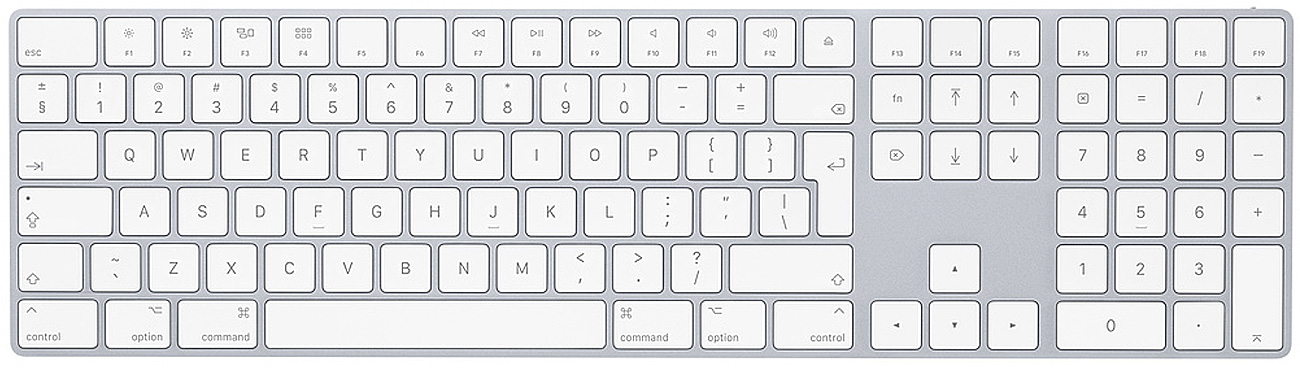 esc F1 F2 F3 F4 F5 F6 F7 F8 F9 F10 F11 F12 F13 F14 F15 F16 F17 F18 F19
± ! @ # $ % ^ & * ( ) – +
§ 1 2 3 4 5 6 7 8 9 0 - = fn = / *
Q W E R T Y U I O P { [ } ] 7 8 9 –
A S D F G H J K L : ; " ' | \ 4 5 6 +
~ ` Z X C V B N M < , > . ? / 1 2 3
control option command command option control 0 .